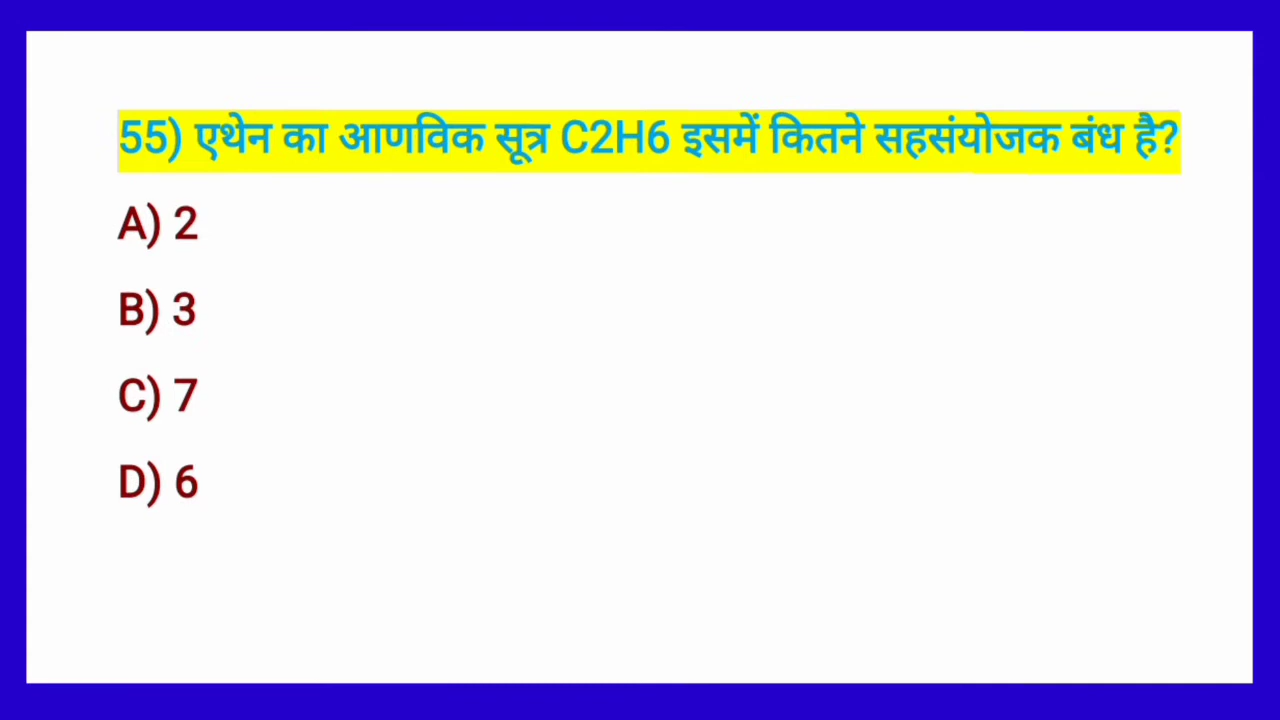 55) एथेन का आणविक सूत्र C2H6 इसमें कितने सहसंयोजक बंध है?
A) 2
B) 3
C) 7
D) 6